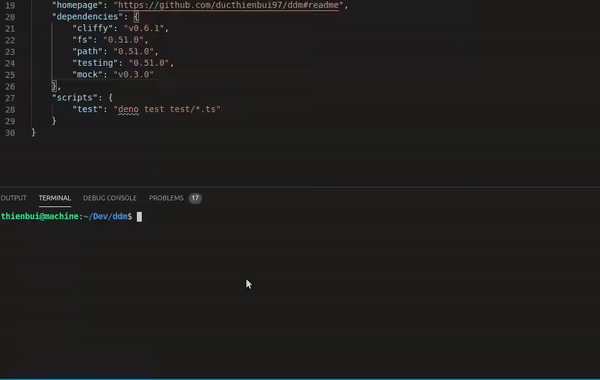 19 "homepage": "https://github.com/ducthienbui97/ddm#readme",
20 "dependencies": {
21 "cliffy": "v0.6.1",
22 "fs": "0.51.0",
23 "path": "0.51.0",
24 "testing": "0.51.0",
25 "mock": "v0.3.0"
26 },
27 "scripts": {
28 "test": "deno test test/*.ts"
29 }
30 }
OUTPUT TERMINAL DEBUG CONSOLE PROBLEMS 17
thienbui@machine:~/Dev/ddm$